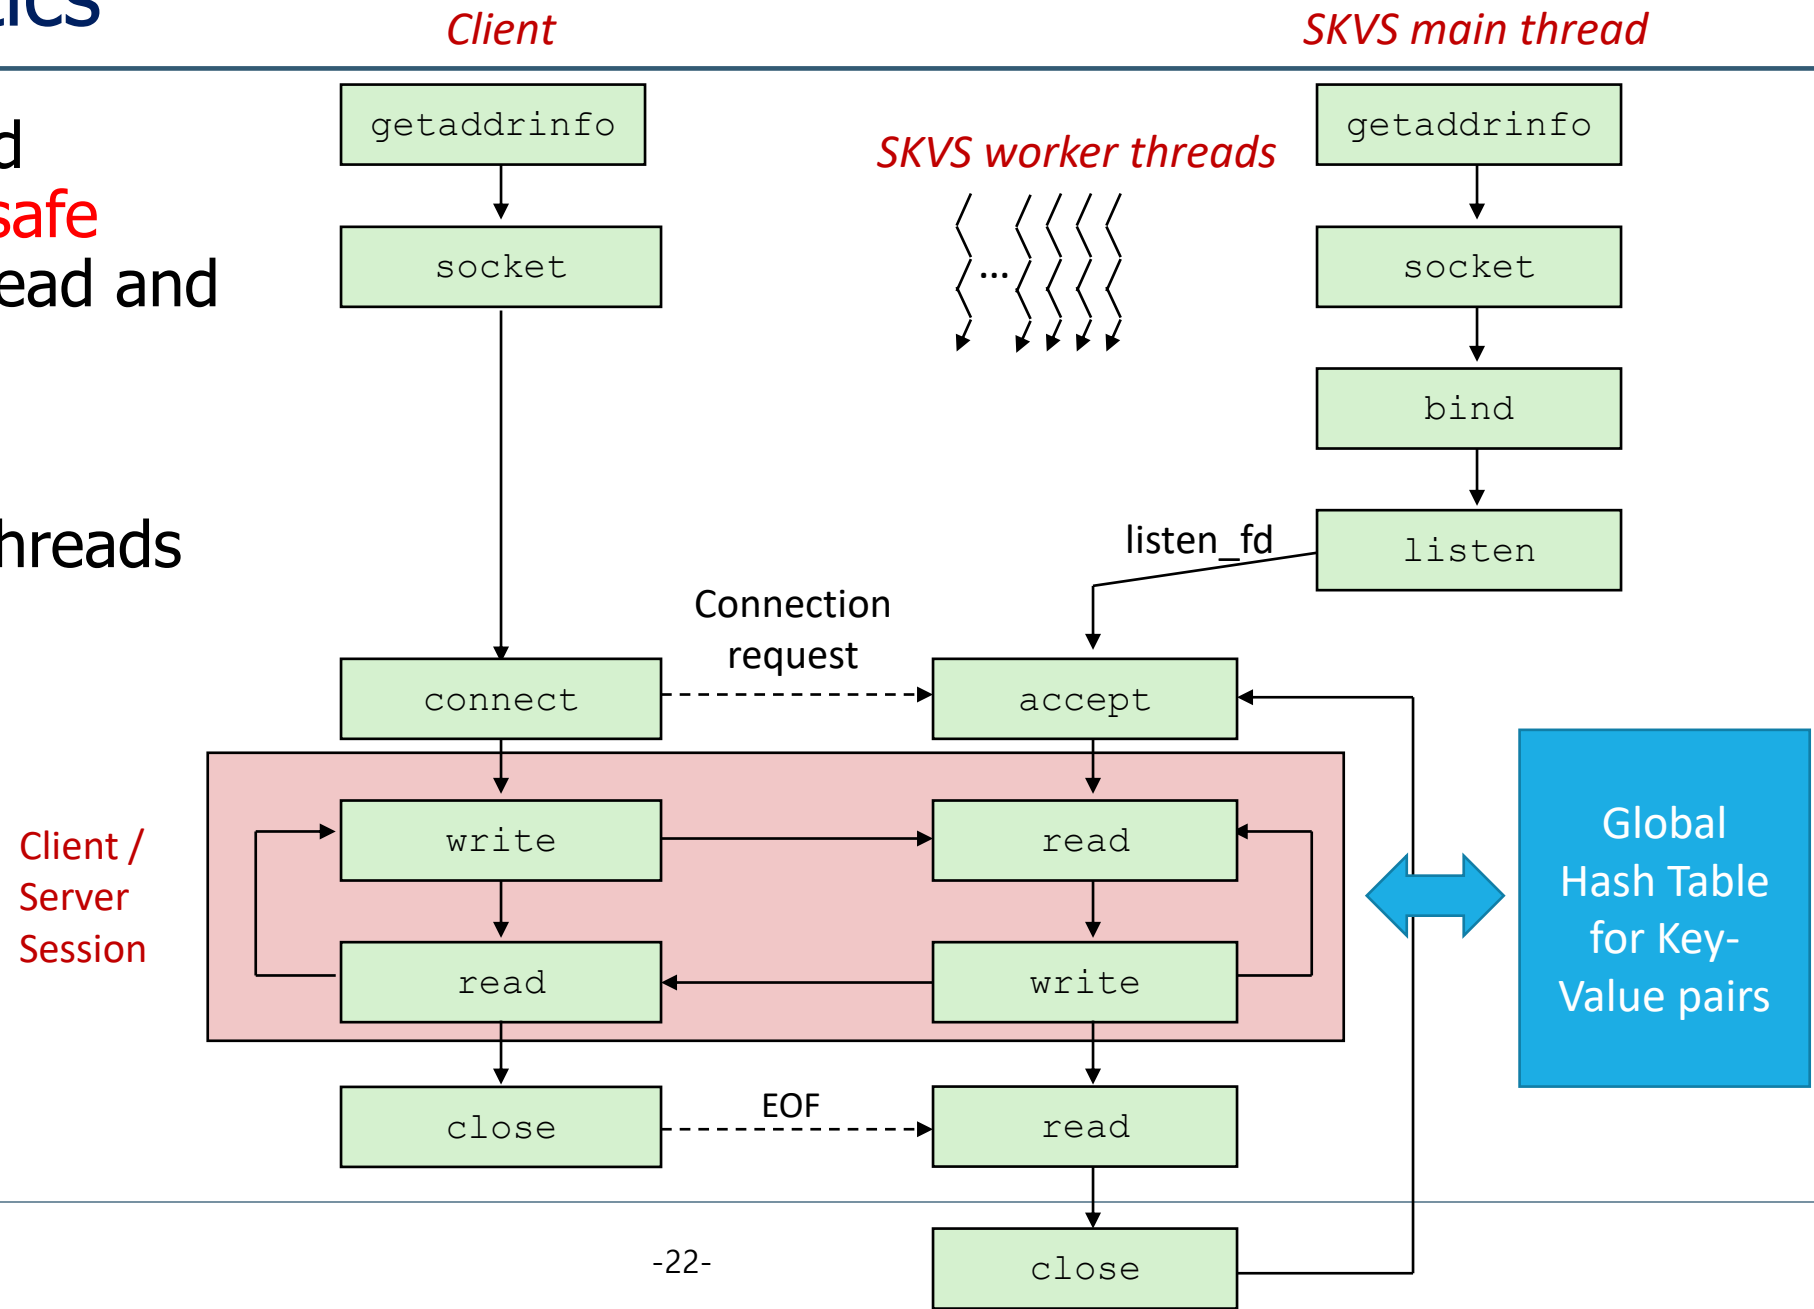 Client
SKVS main thread
safe
ead and
hreads
getaddrinfo
socket
SKVS worker threads
...
getaddrinfo
socket
bind
listen
listen_fd
Connection
request
connect
accept
Client /
Server
Session
write
read
read
write
Global
Hash Table
for Key-
Value pairs
close
EOF
read
close
-22-